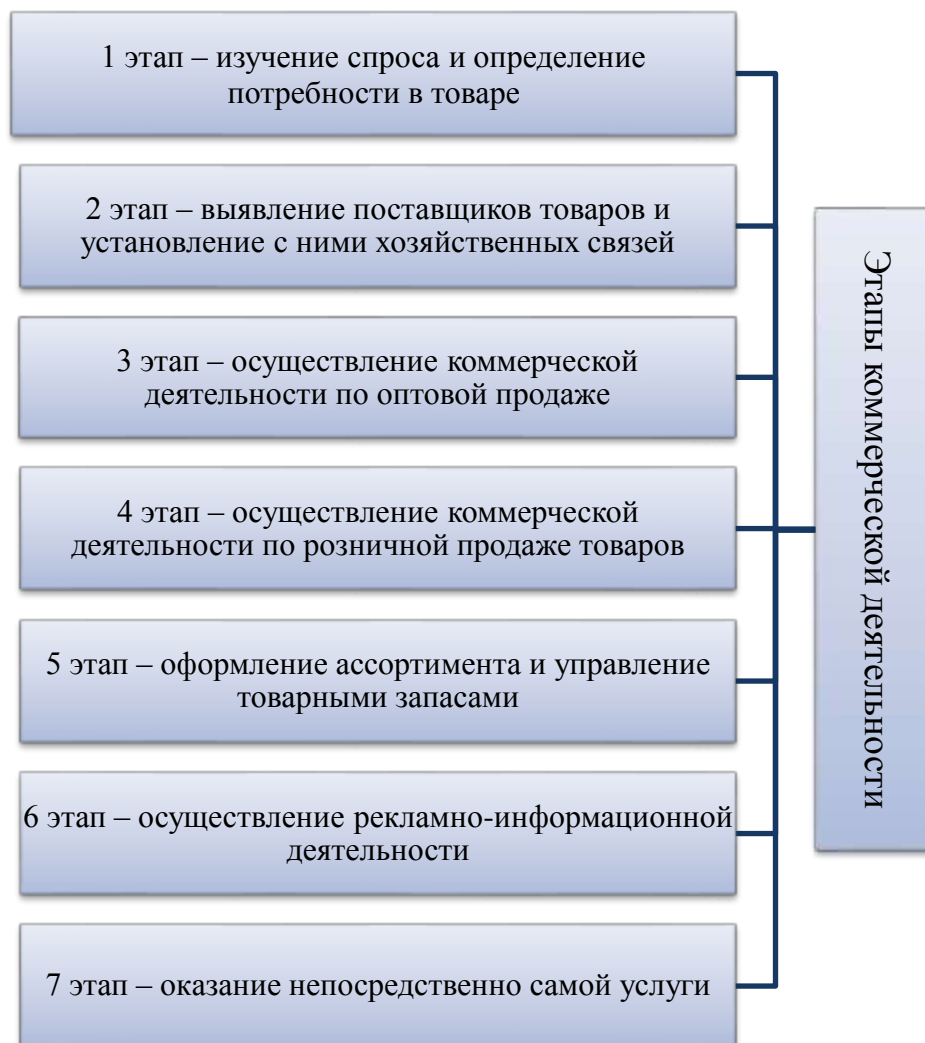 1 этап – изучение спроса и определение
потребности в товаре
2 этап – выявление поставщиков товаров и
установление с ними хозяйственных связей
3 этап – осуществление коммерческой
деятельности по оптовой продаже
4 этап – осуществление коммерческой
деятельности по розничной продаже товаров
5 этап – оформление ассортимента и управление
товарными запасами
6 этап – осуществление рекламно-информационной
деятельности
7 этап – оказание непосредственно самой услуги
Этапы коммерческой деятельности